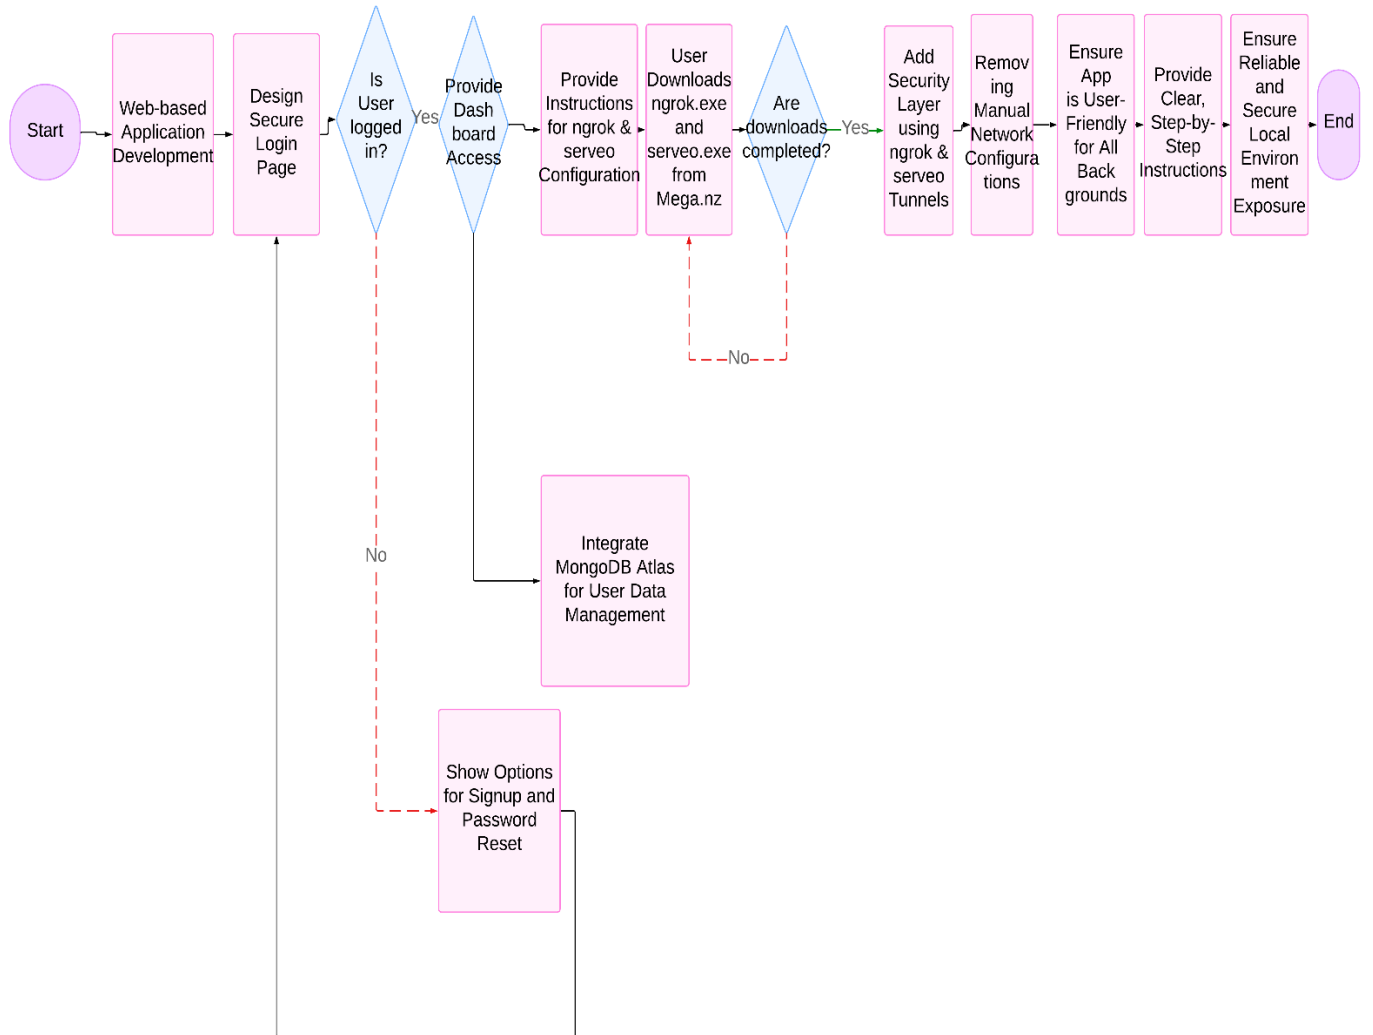 Start
Web-based
Application
Development
Design
Secure
Login
Page
Is
User
logged
in?
Yes
Provide
Dash
board
Access
Provide
Instructions
for ngrok &
serveo
Configuration
User
Downloads
ngrok.exe
and
serveo.exe
from
Mega.nz
Are
downloads
completed?
Yes
Add
Security
Layer
using
ngrok &
serveo
Tunnels
Remov
ing
Manual
Network
Configura
tions
Ensure
App
is User-
Friendly
for All
Back
grounds
Provide
Clear,
Step-by-
Step
Instructions
Ensure
Reliable
and
Secure
Local
Environ
ment
Exposure
End
No
No
Integrate
MongoDB Atlas
for User Data
Management
Show Options
for Signup and
Password
Reset